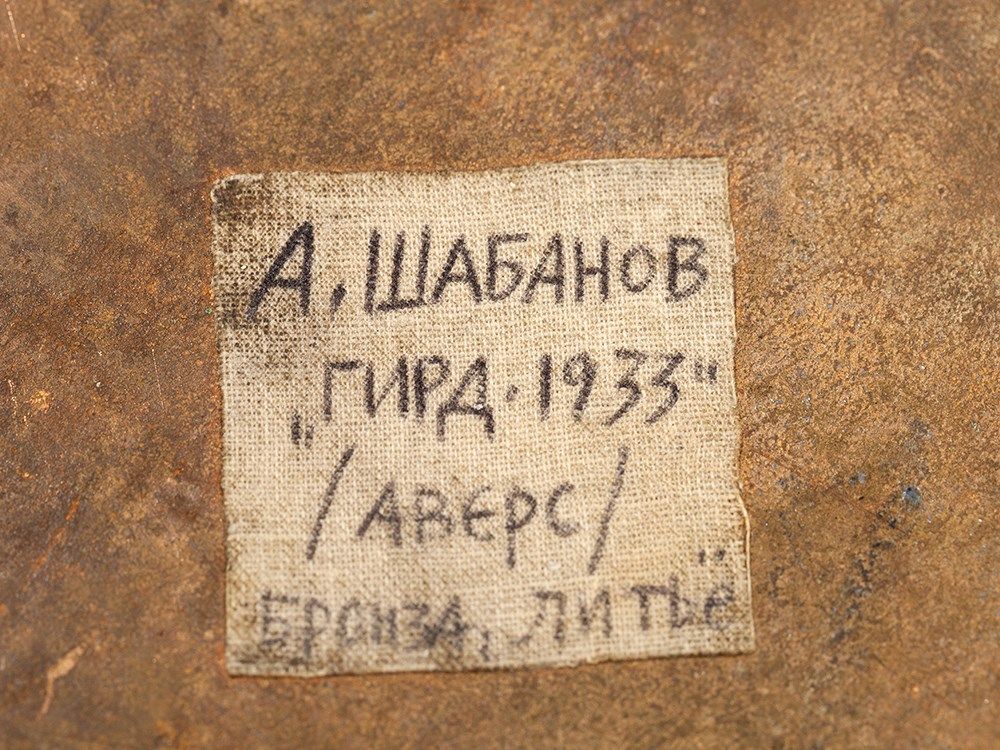 А. ШАБАНОВ
„ГИРД · 1933"
/АВЕРС/
БРОНЗА, ЛИТЬЁ